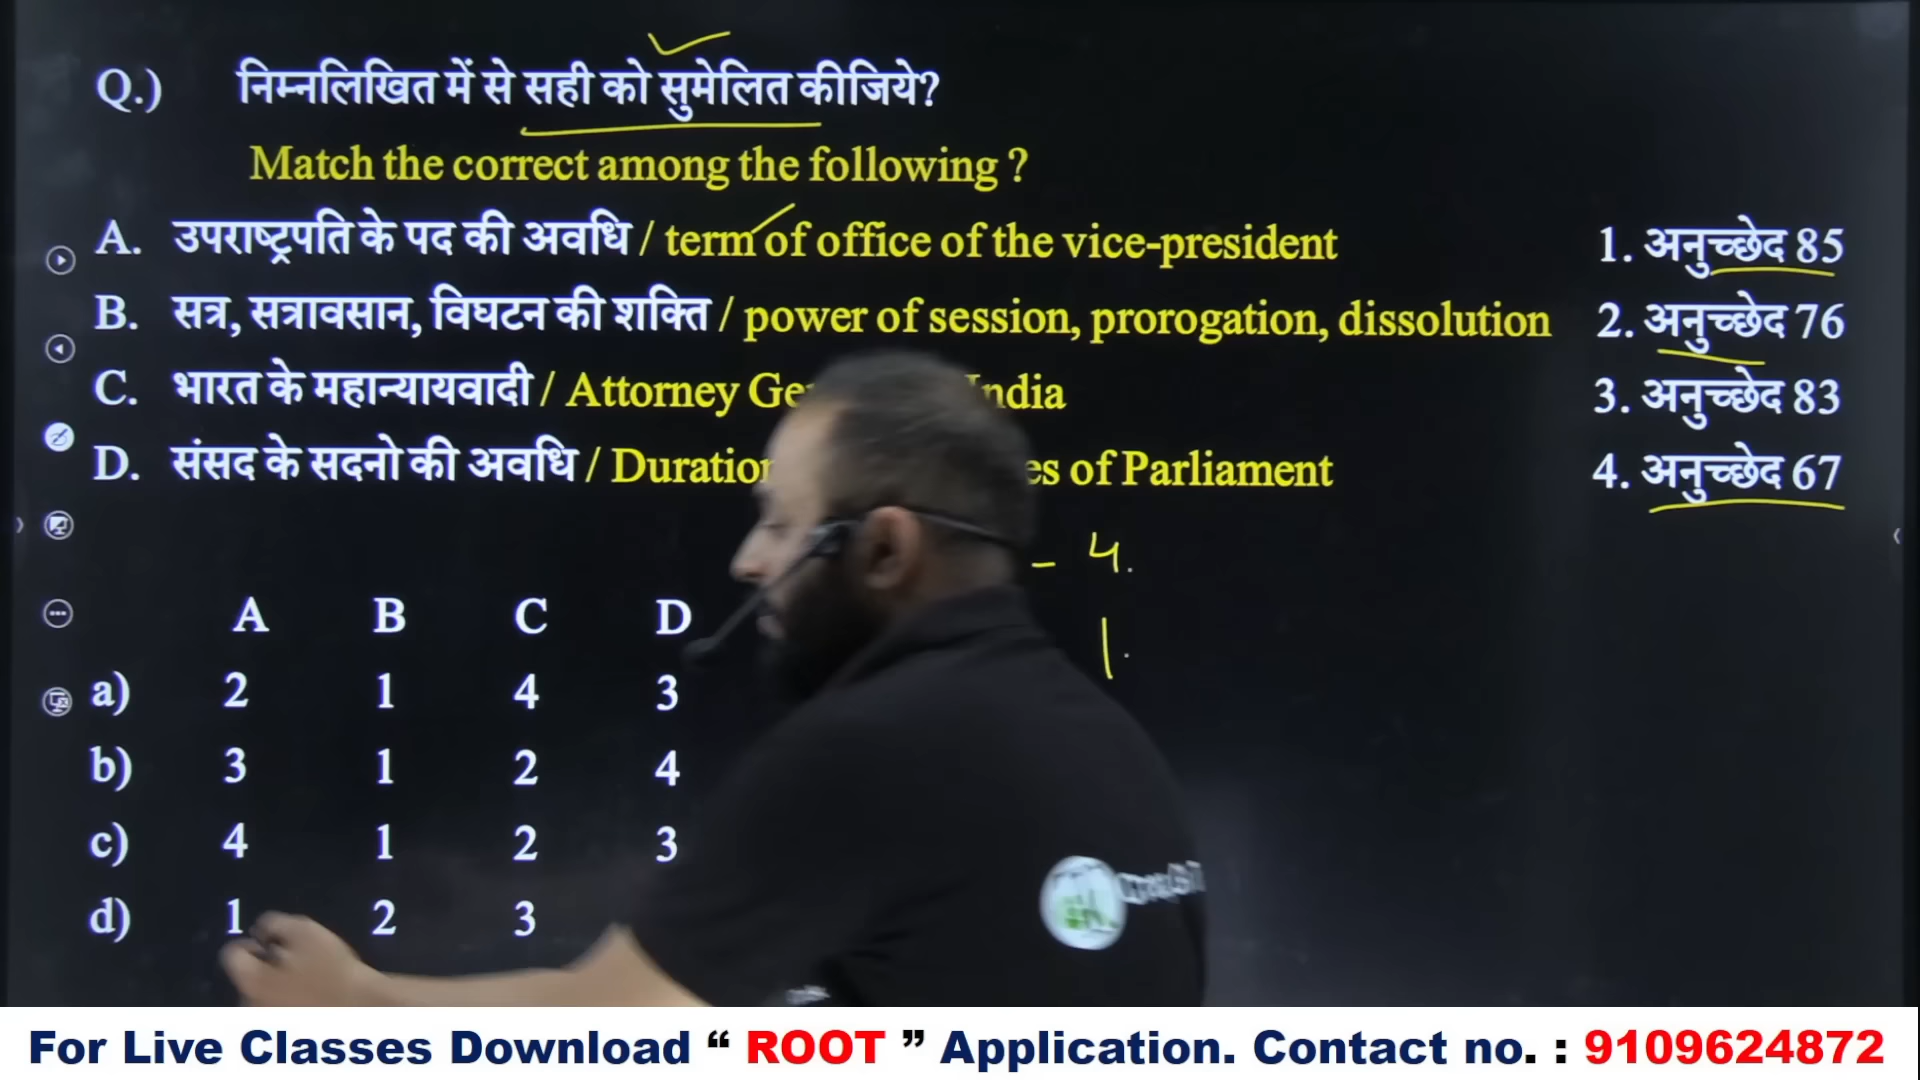 Q.) निम्नलिखित में से सही को सुमेलित कीजिये?
Match the correct among the following ?
A. उपराष्ट्रपति के पद की अवधि / term of office of the vice-president 1. अनुच्छेद 85
B. सत्र, सत्रावसान, विघटन की शक्ति / power of session, prorogation, dissolution 2. अनुच्छेद 76
C. भारत के महान्यायवादी / Attorney India 3. अनुच्छेद 83
D. संसद के सदनो की अवधि / of Parliament 4. अनुच्छेद 67
- 4.
1.
A B C D
a) 2 1 4 3
b) 3 1 2 4
c) 4 1 2 3
d) 1 2 3
For Live Classes Download “ ROOT ” Application. Contact no. : 9109624872